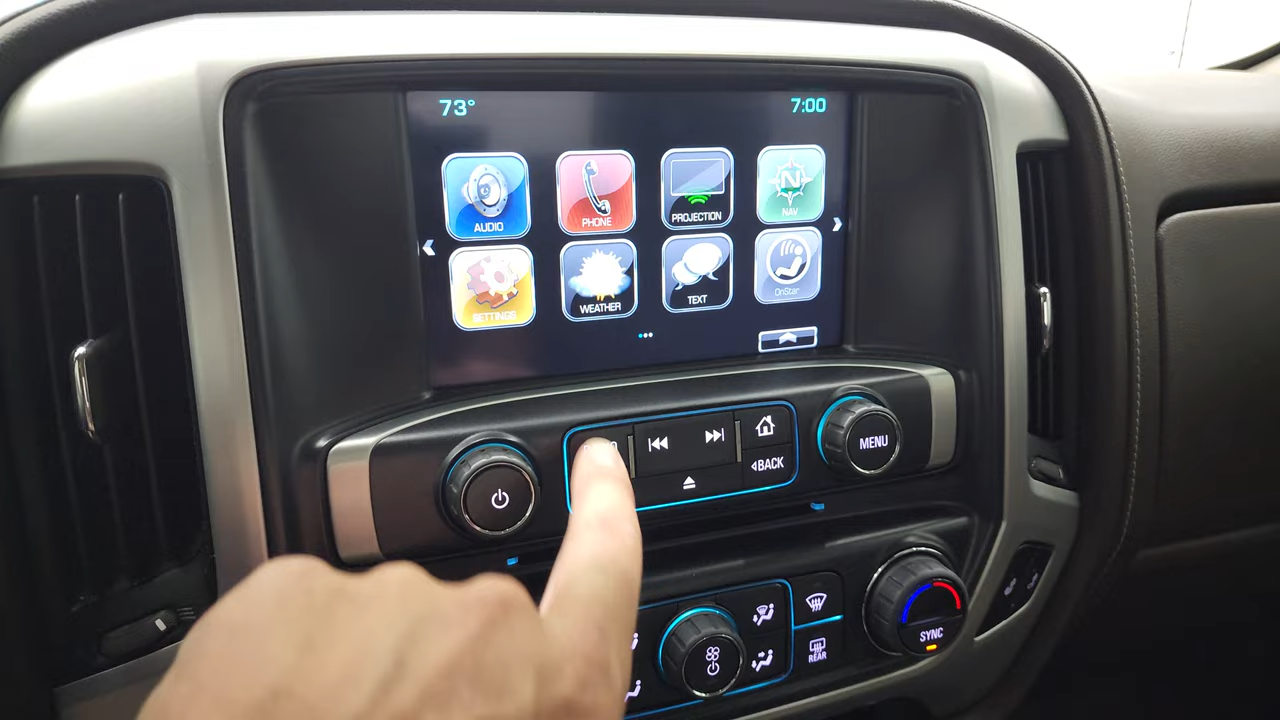 73° 7:00
AUDIO PHONE PROJECTION N NAV
SETTINGS WEATHER TEXT OnStar
MENU
BACK
SYNC
REAR